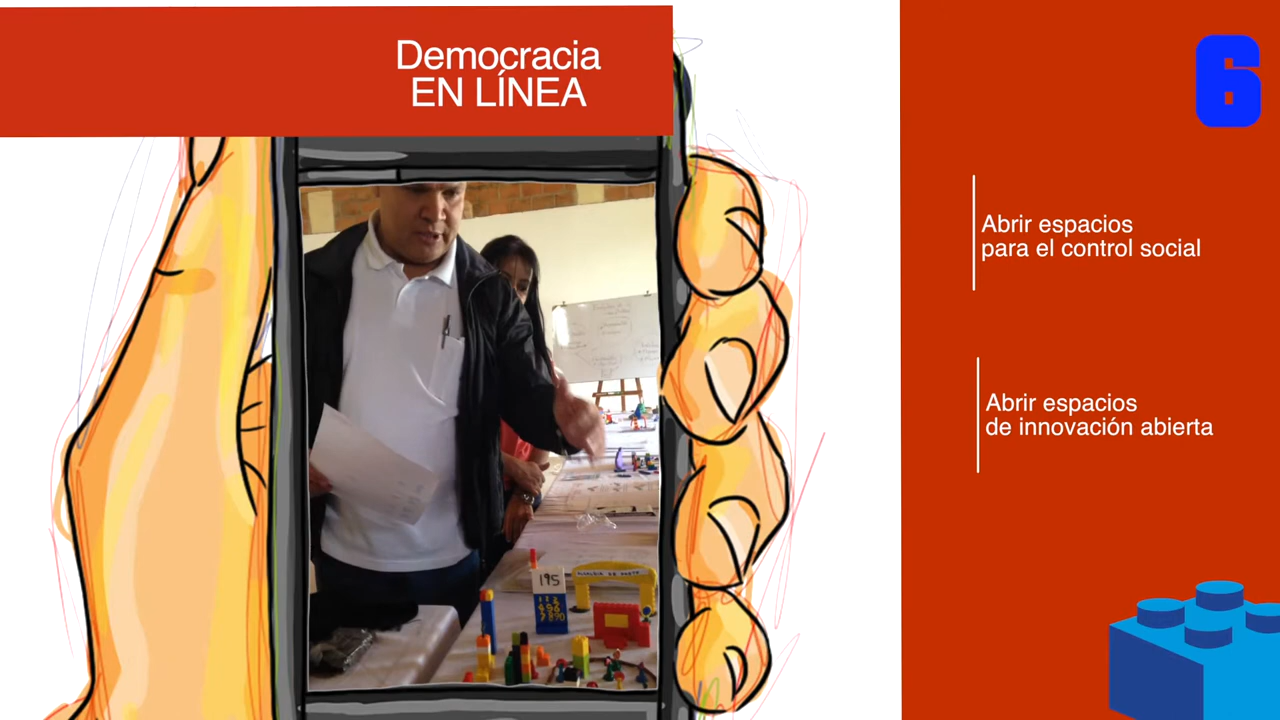 Democracia
EN LÍNEA
6
Abrir espacios
para el control social
Abrir espacios
de innovación abierta
195